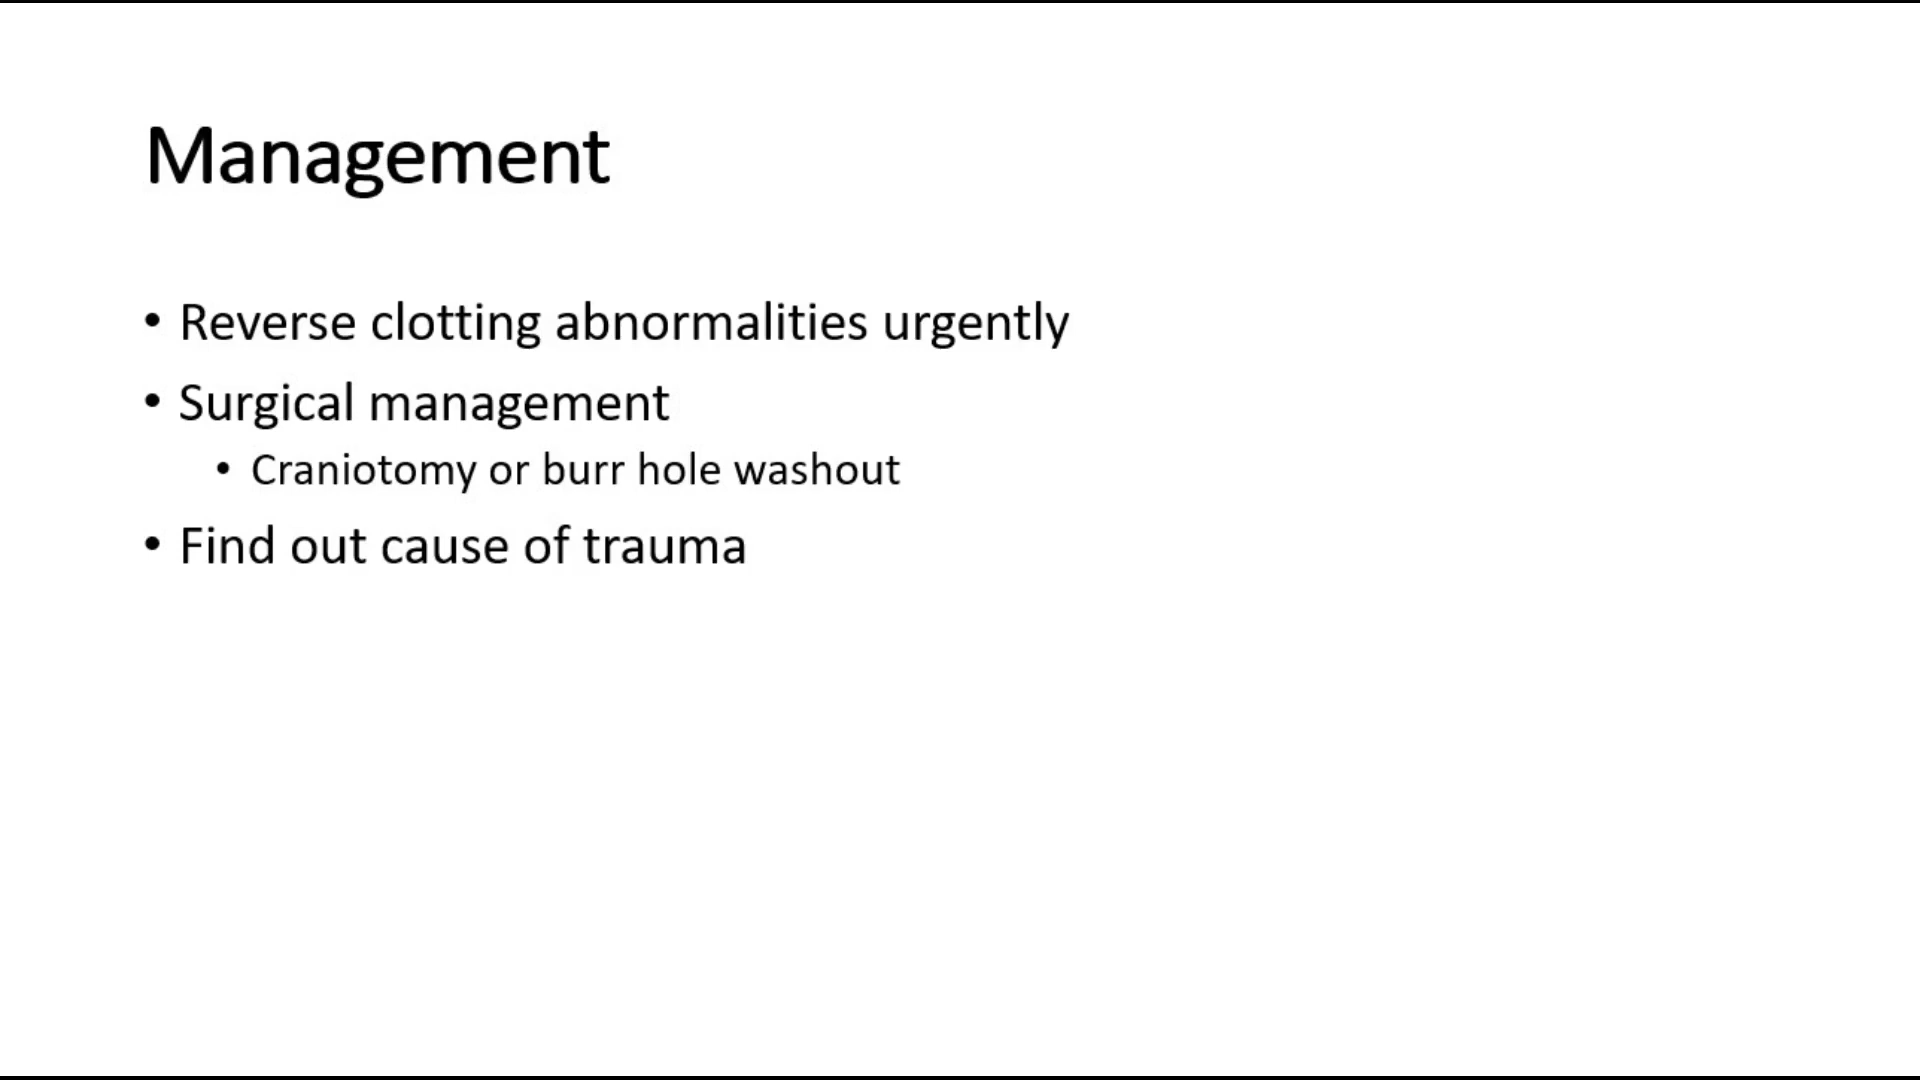 Management
• Reverse clotting abnormalities urgently
• Surgical management
• Craniotomy or burr hole washout
• Find out cause of trauma